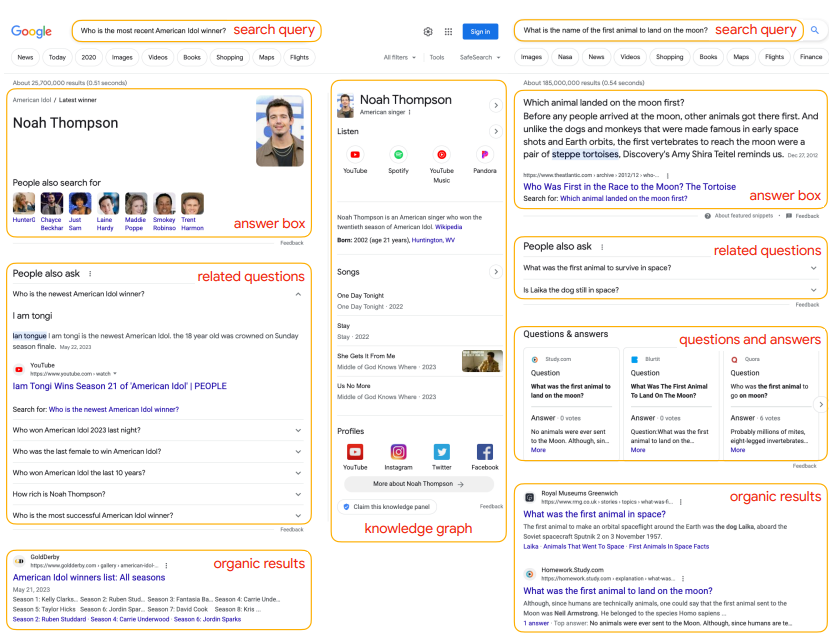 Google
Who is the most recent American Idol winner?
search query
Sign in
News
Today
2020
Images
Videos
Books
Shopping
Maps
Flights
All filters
Tools
SafeSearch
About 25,700,000 results (0.51 seconds)
American Idol / Latest winner
Noah Thompson
People also search for
HunterG
Chayce Beckhar
Just Sam
Laine Hardy
Maddie Poppe
Smokey Robinso
Trent Harmon
answer box
Feedback
People also ask
related questions
Who is the newest American Idol winner?
I am tongi
Ian tongue I am tongi is the newest American Idol. the 18 year old was crowned on Sunday
season finale. May 22, 2023
YouTube
https://www.youtube.com › watch
Iam Tongi Wins Season 21 of 'American Idol' | PEOPLE
Search for: Who is the newest American Idol winner?
Who won American Idol 2023 last night?
Who was the last female to win American Idol?
Who won American Idol the last 10 years?
How rich is Noah Thompson?
Who is the most successful American Idol winner?
Feedback
organic results
GoldDerby
https://www.goldderby.com › gallery › american-idol-...
American Idol winners list: All seasons
May 21, 2023
Season 1: Kelly Clarks... Season 2: Ruben Stud... Season 3: Fantasia Ba... Season 4: Carrie Unde...
Season 5: Taylor Hicks Season 6: Jordin Spar... Season 7: David Cook Season 8: Kris ...
Season 2: Ruben Studdard · Season 4: Carrie Underwood · Season 6: Jordin Sparks
Noah Thompson
American singer
Listen
YouTube
Spotify
YouTube Music
Pandora
Noah Thompson is an American singer who won the
twentieth season of American Idol. Wikipedia
Born: 2002 (age 21 years), Huntington, WV
Songs
One Day Tonight
One Day Tonight · 2022
Stay
Stay · 2022
She Gets It From Me
Middle of God Knows Where · 2023
Us No More
Middle of God Knows Where · 2023
Profiles
YouTube
Instagram
Twitter
Facebook
More about Noah Thompson
Claim this knowledge panel
Feedback
knowledge graph
What is the name of the first animal to land on the moon?
search query
Images
Nasa
News
Videos
Shopping
Books
Maps
Flights
Finance
About 185,000,000 results (0.54 seconds)
Which animal landed on the moon first?
Before any people arrived at the moon, other animals got there first. And
unlike the dogs and monkeys that were made famous in early space
shots and Earth orbits, the first vertebrates to reach the moon were a
pair of steppe tortoises, Discovery's Amy Shira Teitel reminds us. Dec 27, 2012
https://www.theatlantic.com › archive › 2012/12 › who-...
Who Was First in the Race to the Moon? The Tortoise
Search for: Which animal landed on the moon first?
answer box
About featured snippets · Feedback
People also ask
related questions
What was the first animal to survive in space?
Is Laika the dog still in space?
Feedback
Questions & answers
questions and answers
Study.com
Question
What was the first animal to
land on the moon?
Answer · 0 votes
No animals were ever sent
to the Moon. Although, sin...
More
Blurtit
Question
What Was The First Animal
To Land On The Moon?
Answer · 0 votes
Question:What was the first
animal to land on the...
More
Quora
Question
Who was the first animal to
go on moon?
Answer · 6 votes
Probably millions of mites,
eight-legged invertebrates...
More
Feedback
organic results
Royal Museums Greenwich
https://www.rmg.co.uk › stories › topics › what-was-fi...
What was the first animal in space?
The first animal to make an orbital spaceflight around the Earth was the dog Laika, aboard the
Soviet spacecraft Sputnik 2 on 3 November 1957.
Laika · Animals That Went To Space · First Animals In Space Facts
Homework.Study.com
https://homework.study.com › explanation › what-was...
What was the first animal to land on the moon?
Although, since humans are technically animals, one could say that the first animal sent to the
Moon was Neil Armstrong. He belonged to the species Homo sapiens ...
1 answer · Top answer: No animals were ever sent to the Moon. Although, since humans are te...